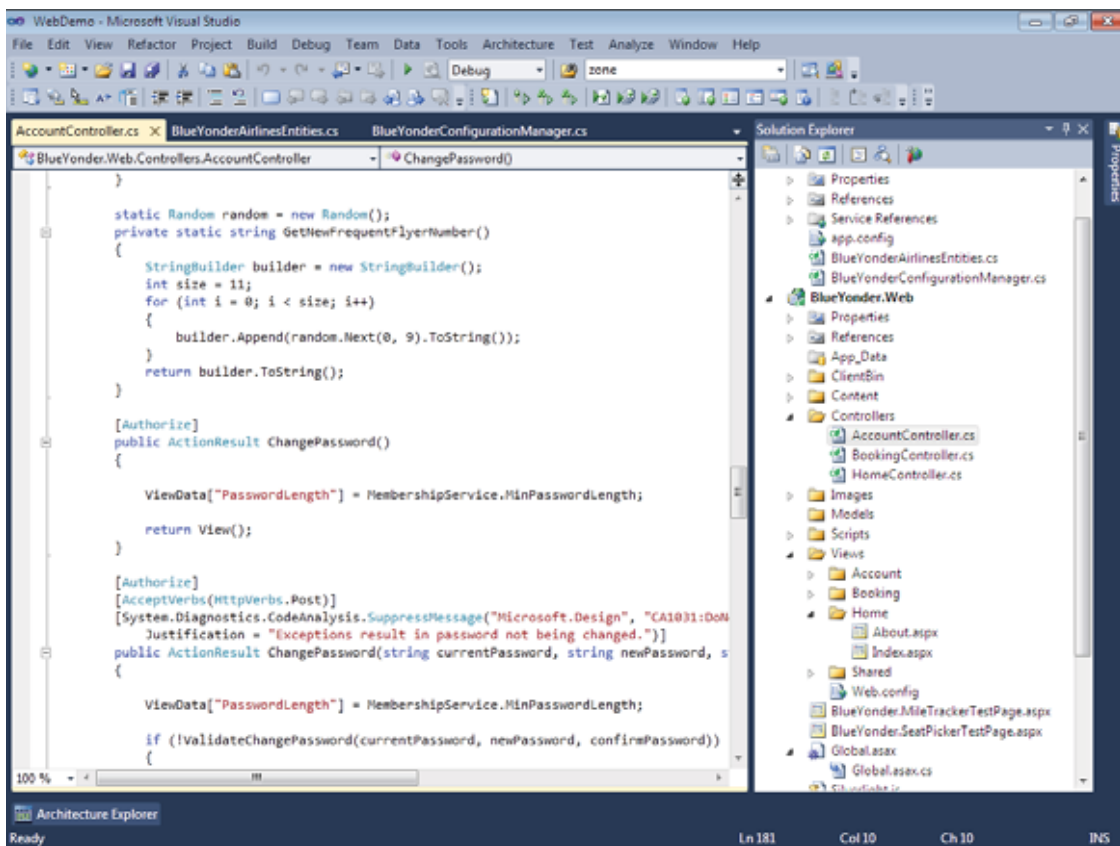 WebDemo - Microsoft Visual Studio
File Edit View Refactor Project Build Debug Team Data Tools Architecture Test Analyze Window Help
Debug zone
AccountController.cs X BlueYonderAirlinesEntities.cs BlueYonderConfigurationManager.cs
BlueYonder.Web.Controllers.AccountController ChangePassword()
}
static Random random = new Random();
private static string GetNewFrequentFlyerNumber()
{
StringBuilder builder = new StringBuilder();
int size = 11;
for (int i = 0; i < size; i++)
{
builder.Append(random.Next(0, 9).ToString());
}
return builder.ToString();
}
[Authorize]
public ActionResult ChangePassword()
{
ViewData["PasswordLength"] = MembershipService.MinPasswordLength;
return View();
}
[Authorize]
[AcceptVerbs(HttpVerbs.Post)]
[System.Diagnostics.CodeAnalysis.SuppressMessage("Microsoft.Design", "CA1031:DoN
Justification = "Exceptions result in password not being changed.")]
public ActionResult ChangePassword(string currentPassword, string newPassword, s
{
ViewData["PasswordLength"] = MembershipService.MinPasswordLength;
if (!ValidateChangePassword(currentPassword, newPassword, confirmPassword))
{
100 %
Solution Explorer
Properties
References
Service References
app.config
BlueYonderAirlinesEntities.cs
BlueYonderConfigurationManager.cs
BlueYonder.Web
Properties
References
App_Data
ClientBin
Content
Controllers
AccountController.cs
BookingController.cs
HomeController.cs
Images
Models
Scripts
Views
Account
Booking
Home
About.aspx
Index.aspx
Shared
Web.config
BlueYonder.MileTrackerTestPage.aspx
BlueYonder.SeatPickerTestPage.aspx
Global.asax
Global.asax.cs
Silverlight.js
Properties
Architecture Explorer
Ready Ln 181 Col 10 Ch 10 INS